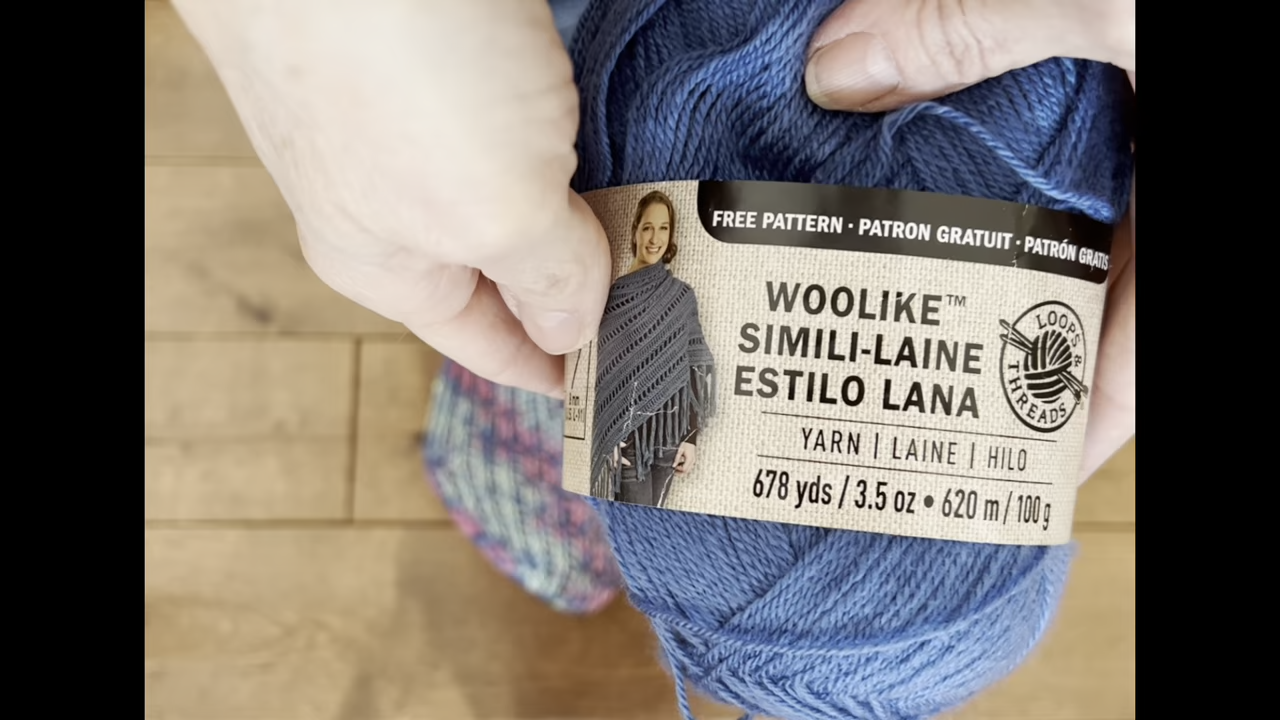 FREE PATTERN · PATRON GRATUIT · PATRÓN GRATIS
WOOLIKE™
SIMILI-LAINE
ESTILO LANA
LOOPS &
THREADS
YARN | LAINE | HILO
678 yds / 3.5 oz • 620 m / 100 g